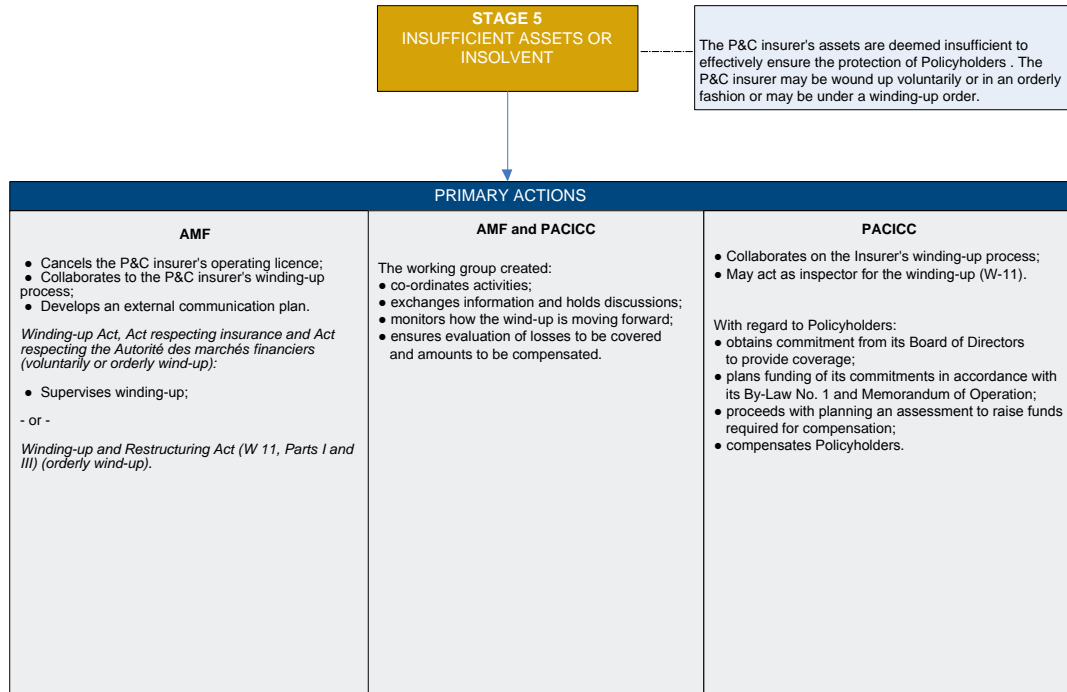 STAGE 5
INSUFFICIENT ASSETS OR
INSOLVENT
The P&C insurer's assets are deemed insufficient to
effectively ensure the protection of Policyholders . The
P&C insurer may be wound up voluntarily or in an orderly
fashion or may be under a winding-up order.
PRIMARY ACTIONS
AMF
● Cancels the P&C insurer's operating licence;
● Collaborates to the P&C insurer's winding-up
process;
● Develops an external communication plan.
Winding-up Act, Act respecting insurance and Act
respecting the Autorité des marchés financiers
(voluntarily or orderly wind-up):
● Supervises winding-up;
- or -
Winding-up and Restructuring Act (W 11, Parts I and
III) (orderly wind-up).
AMF and PACICC
The working group created:
● co-ordinates activities;
● exchanges information and holds discussions;
● monitors how the wind-up is moving forward;
● ensures evaluation of losses to be covered
and amounts to be compensated.
PACICC
● Collaborates on the Insurer's winding-up process;
● May act as inspector for the winding-up (W-11).
With regard to Policyholders:
● obtains commitment from its Board of Directors
to provide coverage;
● plans funding of its commitments in accordance with
its By-Law No. 1 and Memorandum of Operation;
● proceeds with planning an assessment to raise funds
required for compensation;
● compensates Policyholders.